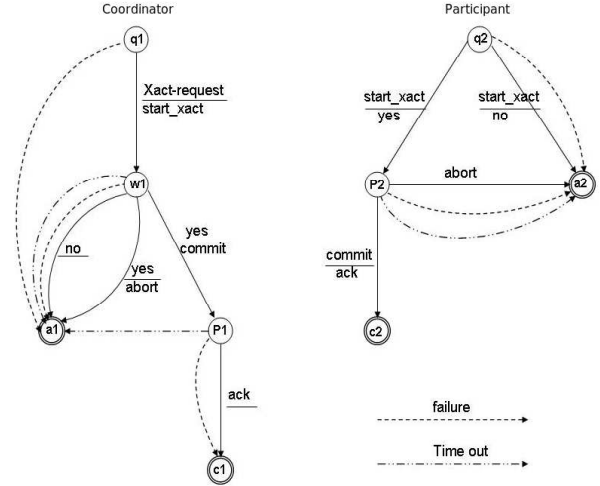 Coordinator
q1
Xact-request
start_xact
w1
no
yes
abort
yes
commit
a1
P1
ack
c1
Participant
q2
start_xact
yes
start_xact
no
P2
abort
a2
commit
ack
c2
failure
Time out